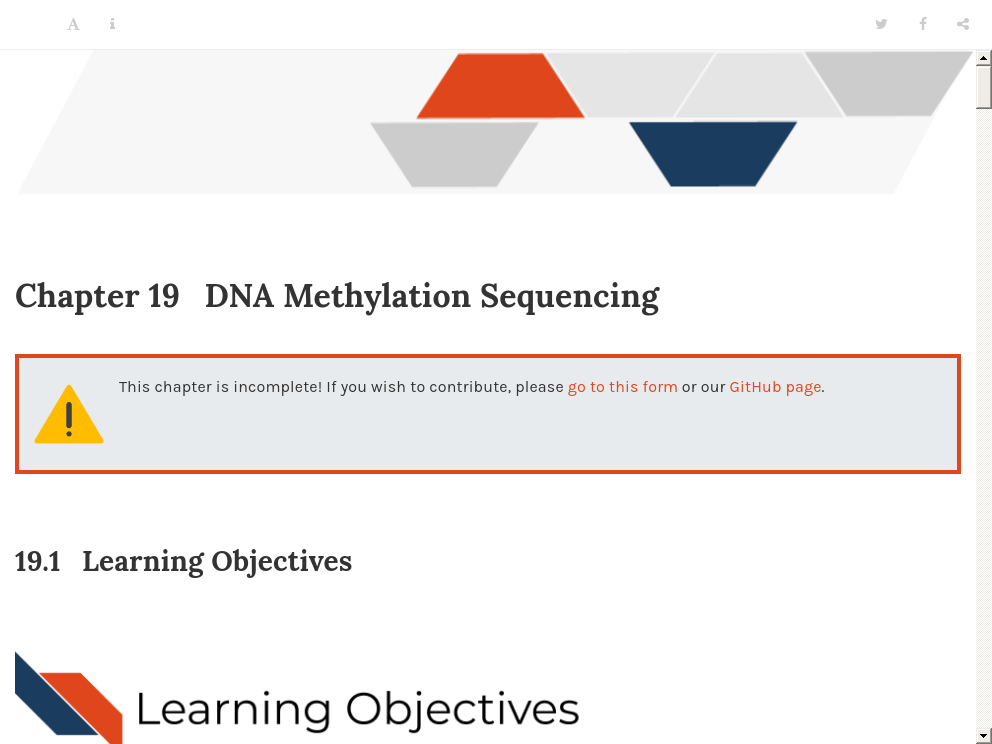 Chapter 19 DNA Methylation Sequencing
This chapter is incomplete! If you wish to contribute, please go to this form or our GitHub page.
19.1 Learning Objectives
Learning Objectives